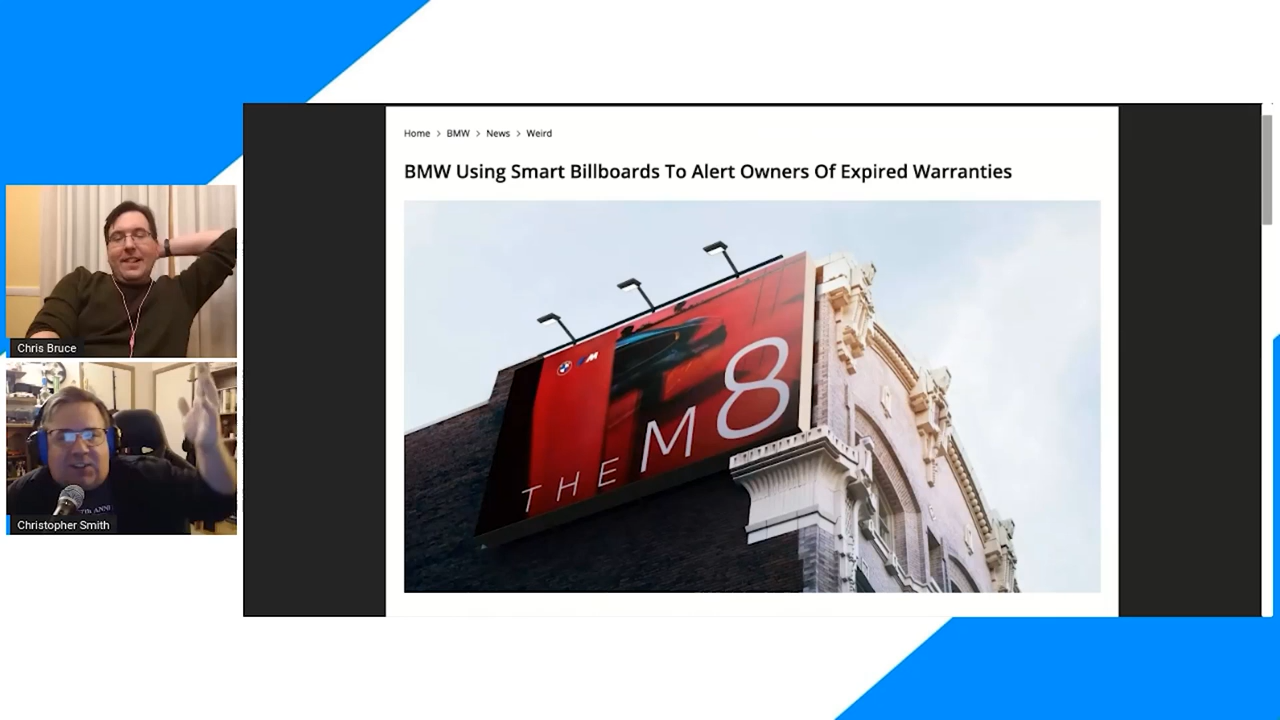 Home > BMW > News > Weird
BMW Using Smart Billboards To Alert Owners Of Expired Warranties
THE M8
Chris Bruce
Christopher Smith